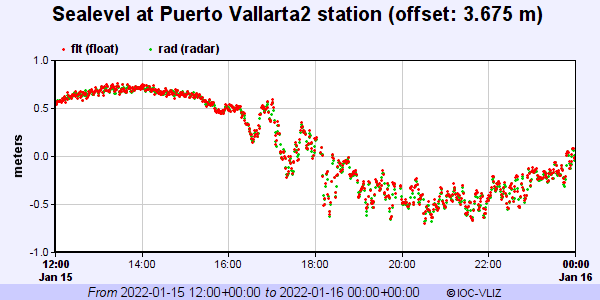 Sealevel at Puerto Vallarta2 station (offset: 3.675 m)
flt (float) rad (radar)
1.0
0.5
0.0
-0.5
-1.0
meters
12:00 14:00 16:00 18:00 20:00 22:00 00:00
Jan 15 Jan 16
From 2022-01-15 12:00+00:00 to 2022-01-16 00:00+00:00 © IOC-VLIZ